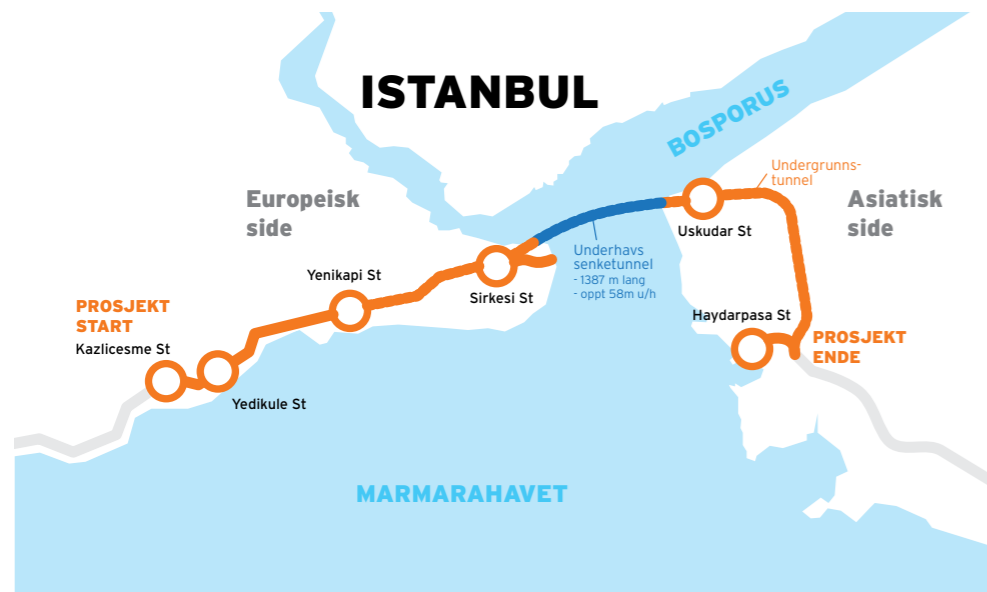 ISTANBUL
BOSPORUS
Undergrunns-
tunnel
Europeisk
side
Asiatisk
side
Uskudar St
Underhavs
senketunnel
- 1387 m lang
- oppt 58m u/h
Yenikapi St
Sirkesi St
PROSJEKT
START
Kazlicesme St
Haydarpasa St
PROSJEKT
ENDE
Yedikule St
MARMARAHAVET